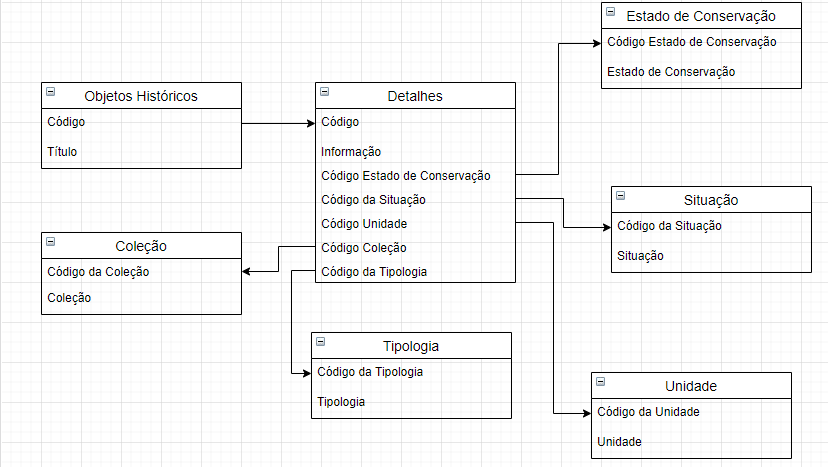 Estado de Conservação
Código Estado de Conservação
Estado de Conservação
Objetos Históricos
Código
Título
Detalhes
Código
Informação
Código Estado de Conservação
Código da Situação
Código Unidade
Código Coleção
Código da Tipologia
Situação
Código da Situação
Situação
Coleção
Código da Coleção
Coleção
Tipologia
Código da Tipologia
Tipologia
Unidade
Código da Unidade
Unidade